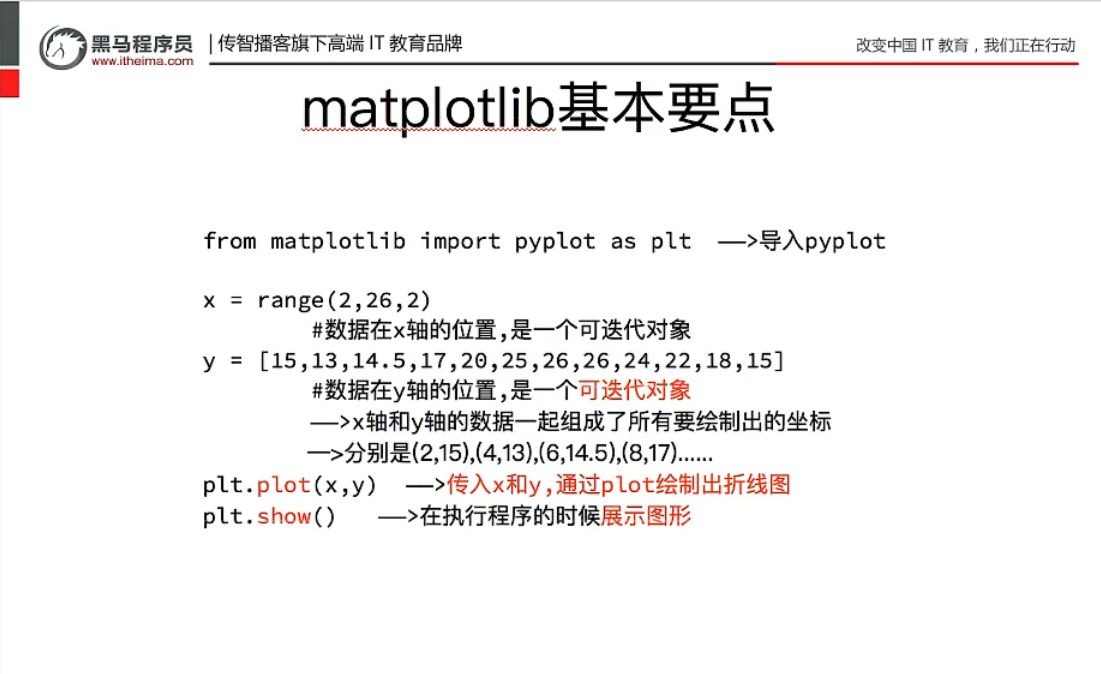 黑马程序员 | 传智播客旗下高端 IT 教育品牌
www.itheima.com
改变中国 IT 教育，我们正在行动
matplotlib基本要点
from matplotlib import pyplot as plt ——>导入pyplot
x = range(2,26,2)
#数据在x轴的位置,是一个可迭代对象
y = [15,13,14.5,17,20,25,26,26,24,22,18,15]
#数据在y轴的位置,是一个可迭代对象
——>x轴和y轴的数据一起组成了所有要绘制出的坐标
——>分别是(2,15),(4,13),(6,14.5),(8,17)......
plt.plot(x,y) ——>传入x和y,通过plot绘制出折线图
plt.show() ——>在执行程序的时候展示图形